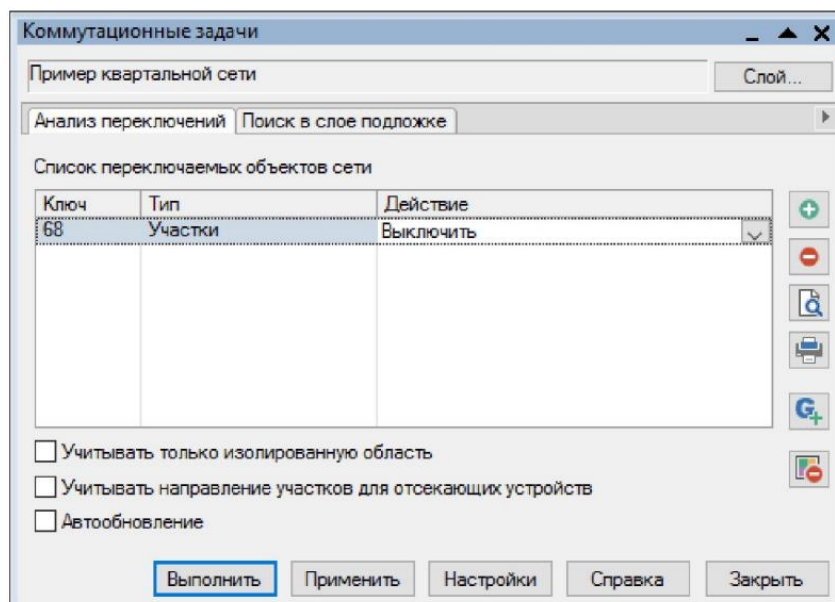 Коммутационные задачи
Пример квартальной сети Слой...
Анализ переключений Поиск в слое подложке
Список переключаемых объектов сети
Ключ Тип Действие
68 Участки Выключить
G
Учитывать только изолированную область
Учитывать направление участков для отсекающих устройств
Автообновление
Выполнить Применить Настройки Справка Закрыть